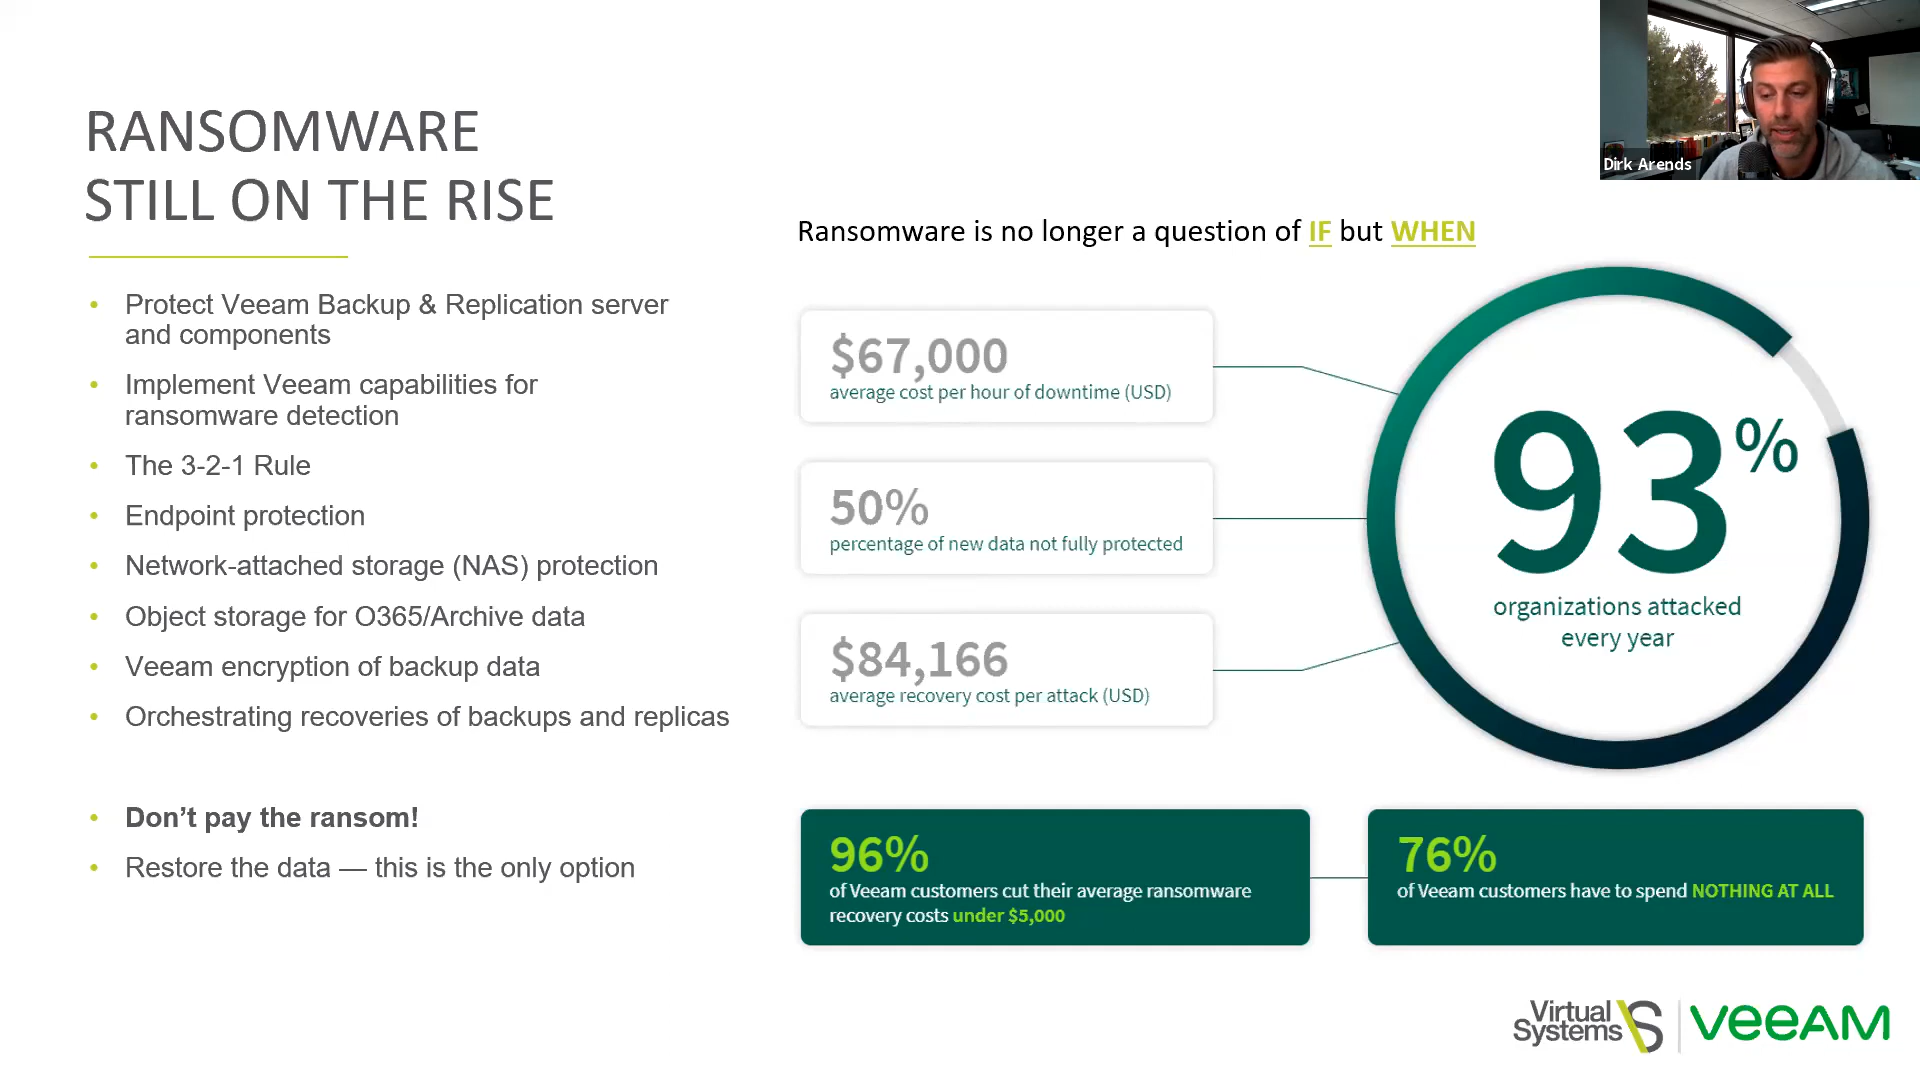 RANSOMWARE
STILL ON THE RISE
• Protect Veeam Backup & Replication server
and components
• Implement Veeam capabilities for
ransomware detection
• The 3-2-1 Rule
• Endpoint protection
• Network-attached storage (NAS) protection
• Object storage for O365/Archive data
• Veeam encryption of backup data
• Orchestrating recoveries of backups and replicas
• Don’t pay the ransom!
• Restore the data — this is the only option
Dirk Arends
Ransomware is no longer a question of IF but WHEN
$67,000
average cost per hour of downtime (USD)
50%
percentage of new data not fully protected
$84,166
average recovery cost per attack (USD)
93%
organizations attacked
every year
96%
of Veeam customers cut their average ransomware
recovery costs under $5,000
76%
of Veeam customers have to spend NOTHING AT ALL
Virtual
Systems VS
veeAM